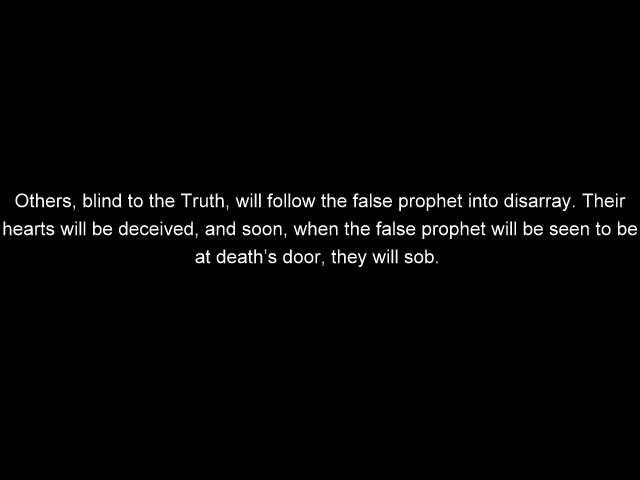 Others, blind to the Truth, will follow the false prophet into disarray. Their
hearts will be deceived, and soon, when the false prophet will be seen to be
at death’s door, they will sob.